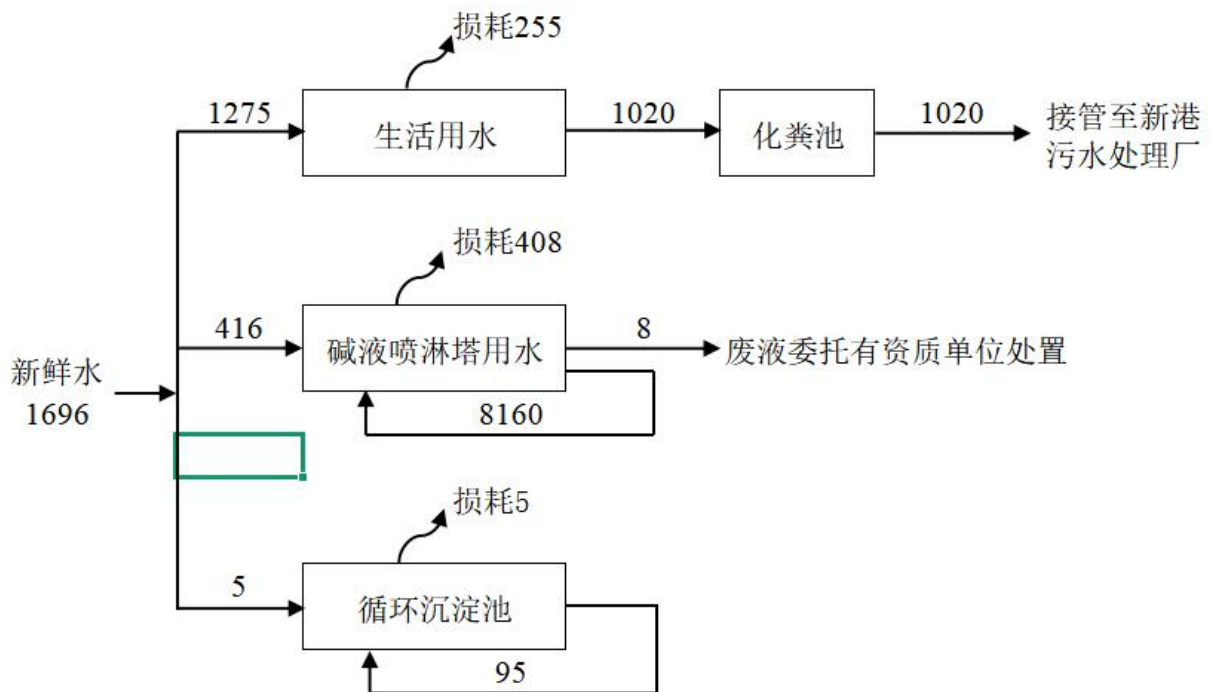 损耗255
1275
生活用水
1020
化粪池
1020
接管至新港
污水处理厂
损耗408
416
碱液喷淋塔用水
8
废液委托有资质单位处置
8160
新鲜水
1696
损耗5
5
循环沉淀池
95